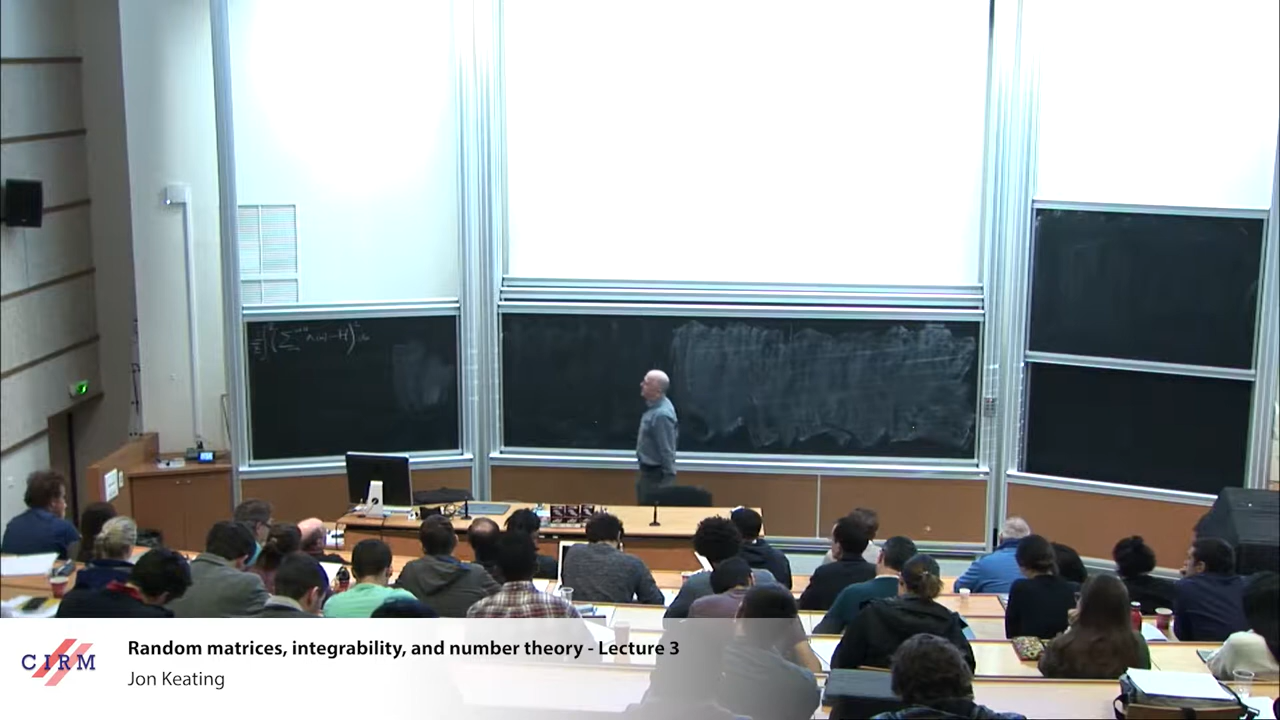 CIRM
Random matrices, integrability, and number theory - Lecture 3
Jon Keating